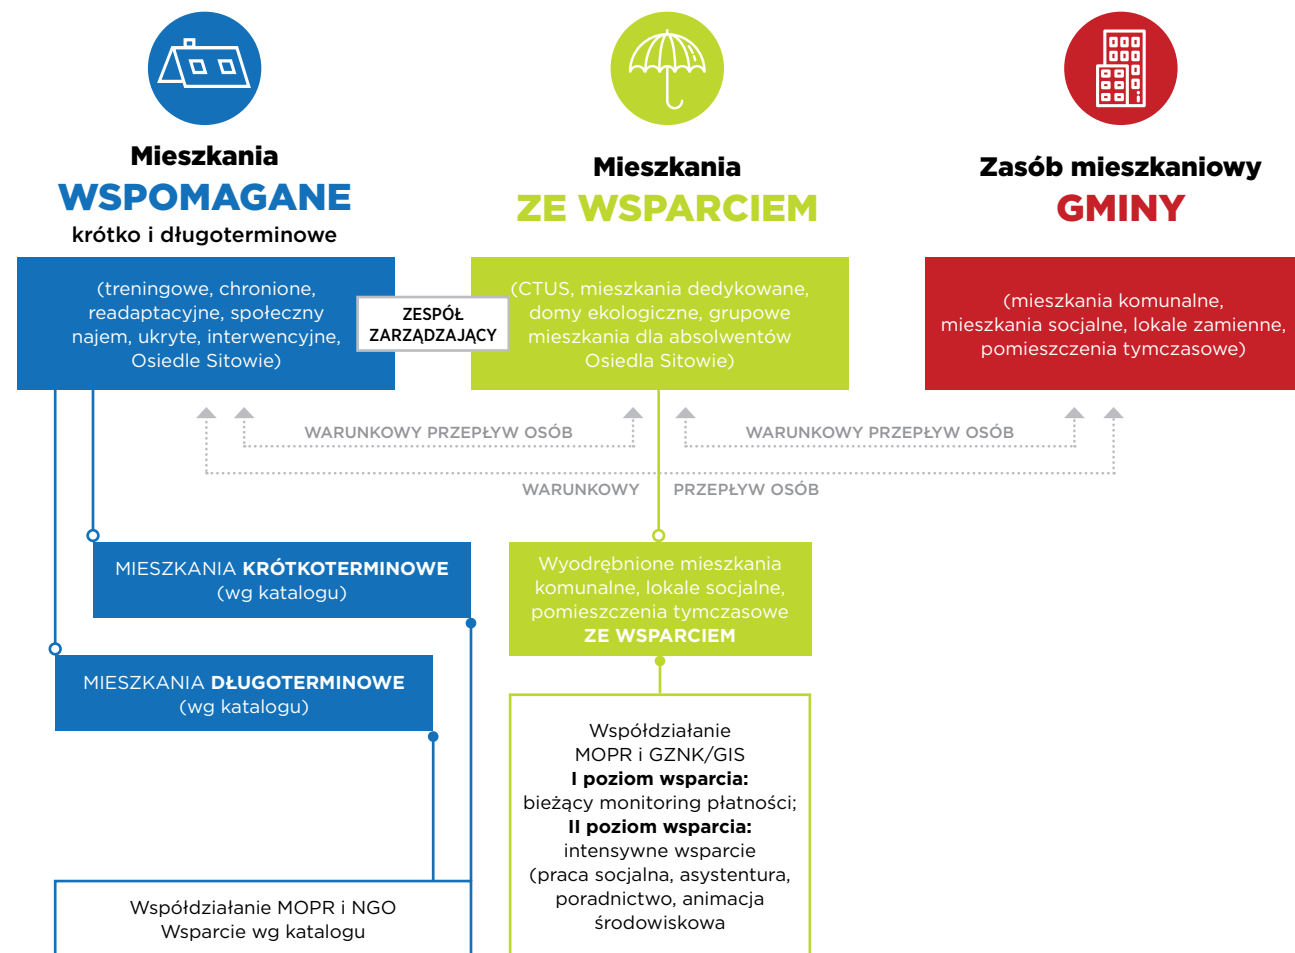 Mieszkania
WSPOMAGANE
krótko i długoterminowe
(treningowe, chronione,
readaptacyjne, społeczny
najem, ukryte, interwencyjne,
Osiedle Sitowie)
ZESPÓŁ
ZARZĄDZAJĄCY
Mieszkania
ZE WSPARCIEM
(CTUS, mieszkania dedykowane,
domy ekologiczne, grupowe
mieszkania dla absolwentów
Osiedla Sitowie)
Zasób mieszkaniowy
GMINY
(mieszkania komunalne,
mieszkania socjalne, lokale zamienne,
pomieszczenia tymczasowe)
WARUNKOWY PRZEPŁYW OSÓB
WARUNKOWY PRZEPŁYW OSÓB
WARUNKOWY PRZEPŁYW OSÓB
MIESZKANIA KRÓTKOTERMINOWE
(wg katalogu)
MIESZKANIA DŁUGOTERMINOWE
(wg katalogu)
Współdziałanie MOPR i NGO
Wsparcie wg katalogu
Wyodrębnione mieszkania
komunalne, lokale socjalne,
pomieszczenia tymczasowe
ZE WSPARCIEM
Współdziałanie
MOPR i GZNK/GIS
I poziom wsparcia:
bieżący monitoring płatności;
II poziom wsparcia:
intensywne wsparcie
(praca socjalna, asystentura,
poradnictwo, animacja
środowiskowa